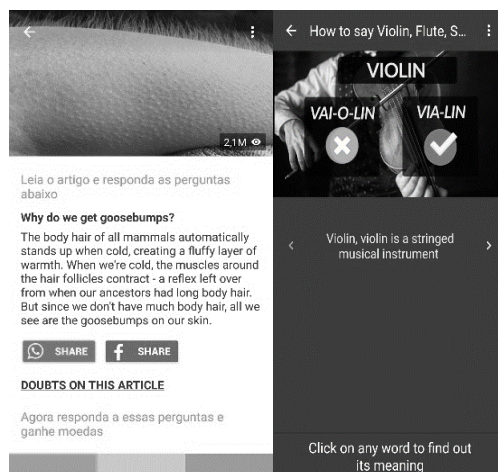 2,1M
Leia o artigo e responda as perguntas
abaixo
Why do we get goosebumps?
The body hair of all mammals automatically
stands up when cold, creating a fluffy layer of
warmth. When we're cold, the muscles around
the hair follicles contract - a reflex left over
from when our ancestors had long body hair.
But since we don't have much body hair, all we
see are the goosebumps on our skin.
SHARE
SHARE
DOUBTS ON THIS ARTICLE
Agora responda a essas perguntas e
ganhe moedas
How to say Violin, Flute, S...
VIOLIN
VAI-O-LIN
VIA-LIN
Violin, violin is a stringed
musical instrument
Click on any word to find out
its meaning